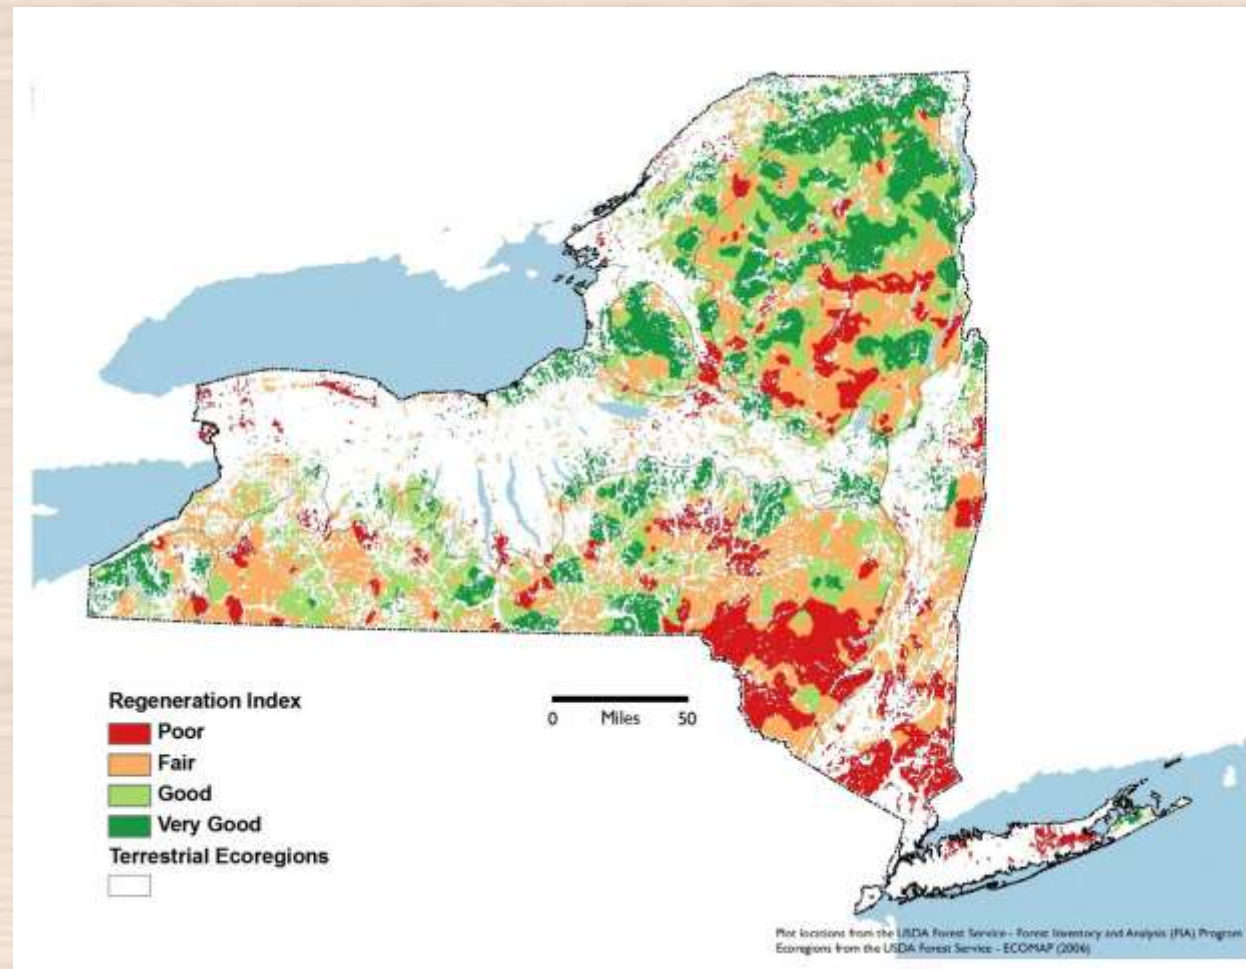 Regeneration Index
Poor
Fair
Good
Very Good
Terrestrial Ecoregions
0 Miles 50
Plot locations from the USDA Forest Service - Forest Inventory and Analysis (FIA) Program
Ecoregions from the USDA Forest Service - ECOMAP (2006)